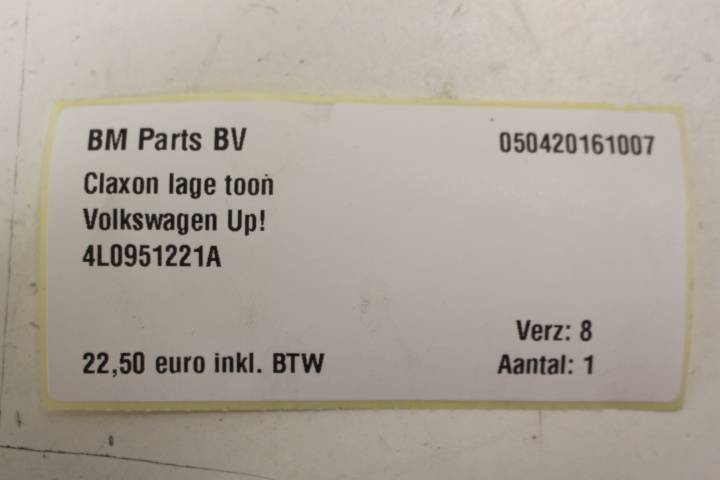 BM Parts BV 050420161007
Claxon lage toon
Volkswagen Up!
4L0951221A
Verz: 8
22,50 euro inkl. BTW Aantal: 1